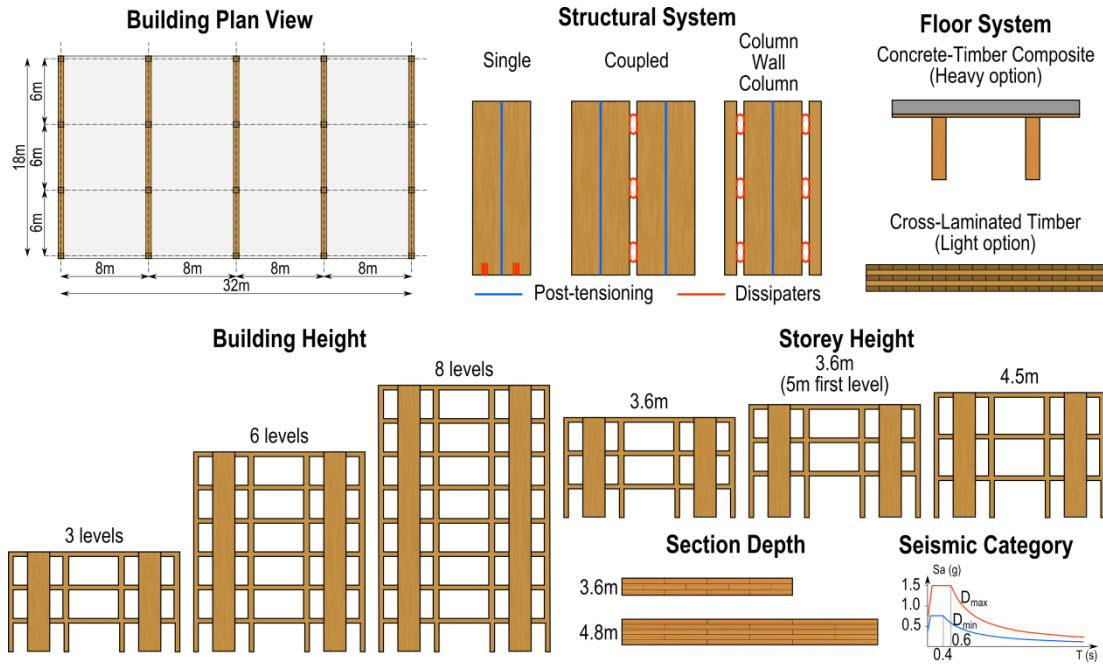 Building Plan View
18m
6m
6m
6m
8m
8m
8m
8m
32m
Structural System
Single
Coupled
Column
Wall
Column
Post-tensioning
Dissipaters
Floor System
Concrete-Timber Composite
(Heavy option)
Cross-Laminated Timber
(Light option)
Building Height
3 levels
6 levels
8 levels
Storey Height
3.6m
3.6m
(5m first level)
4.5m
Section Depth
3.6m
4.8m
Seismic Category
Sa (g)
1.5
1.0
0.5
Dmax
Dmin
0.6
0.4
T (s)